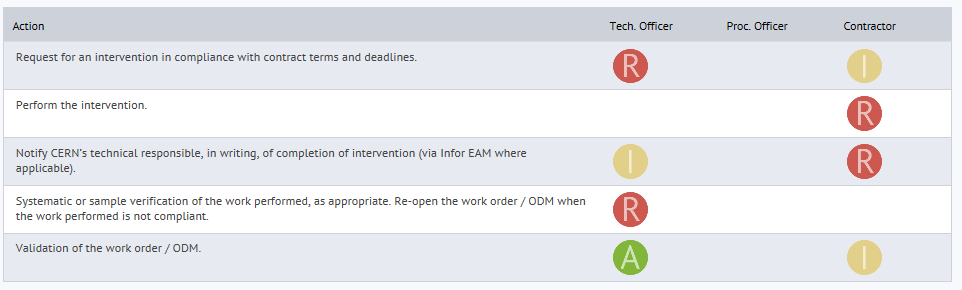 Action Tech. Officer Proc. Officer Contractor
Request for an intervention in compliance with contract terms and deadlines. R I
Perform the intervention. R
Notify CERN's technical responsible, in writing, of completion of intervention (via Infor EAM where
applicable). I R
Systematic or sample verification of the work performed, as appropriate. Re-open the work order / ODM when
the work performed is not compliant. R
Validation of the work order / ODM. A I